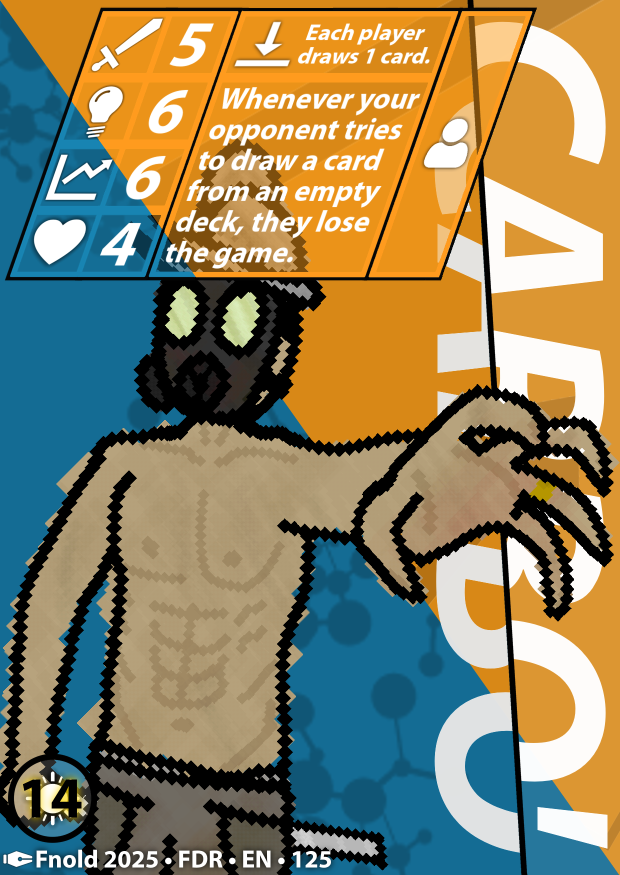 5
6
6
4
Each player
draws 1 card.
Whenever your
opponent tries
to draw a card
from an empty
deck, they lose
the game.
CARBO'
14
Fnold 2025 • FDR • EN • 125